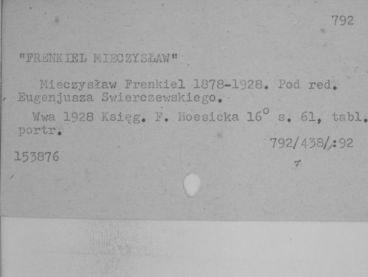 792
"FRENKIEL MIECZYSŁAW"
Mieczysław Frenkiel 1878-1928. Pod red.
Eugenjusza Świerczewskiego.
Wwa 1928 Księg. F. Hoesicka 16° s. 61, tabl.
portr.
792/438/:92
153876